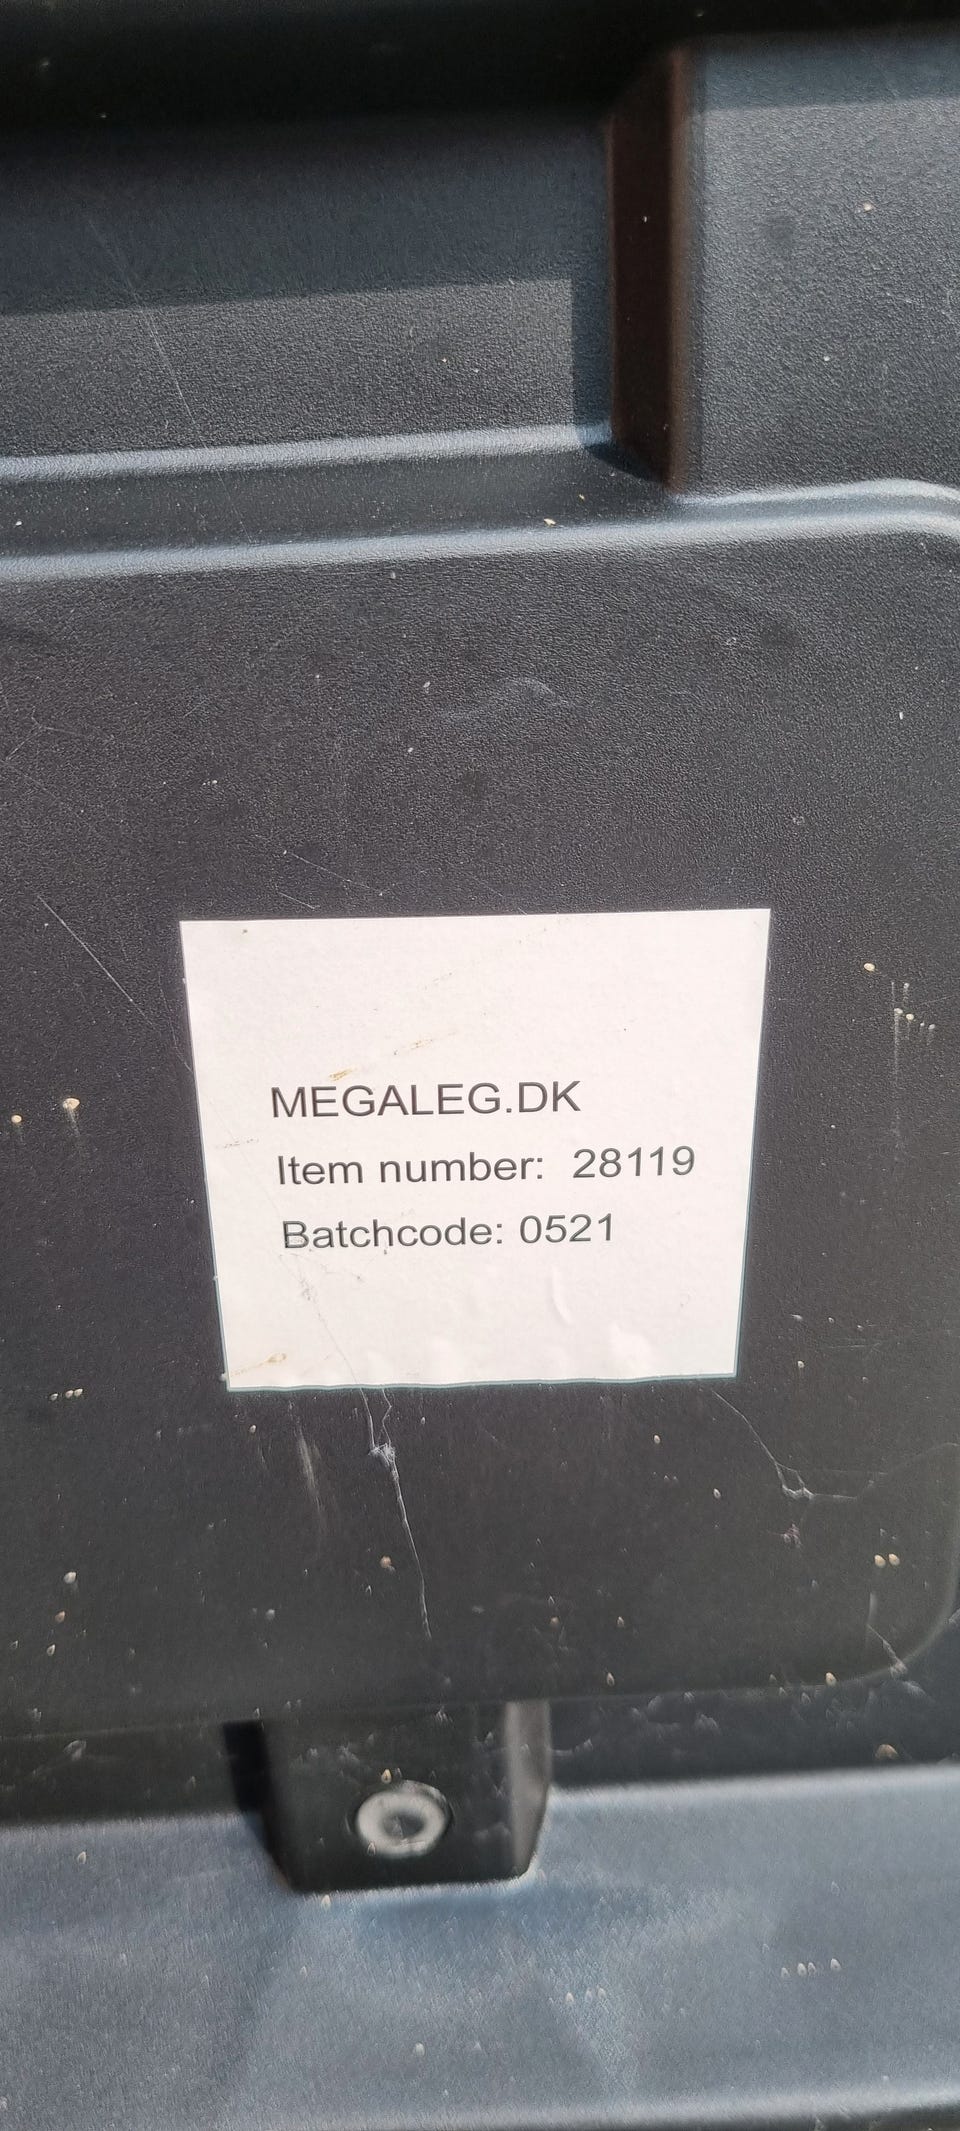 MEGALEG.DK
Item number: 28119
Batchcode: 0521